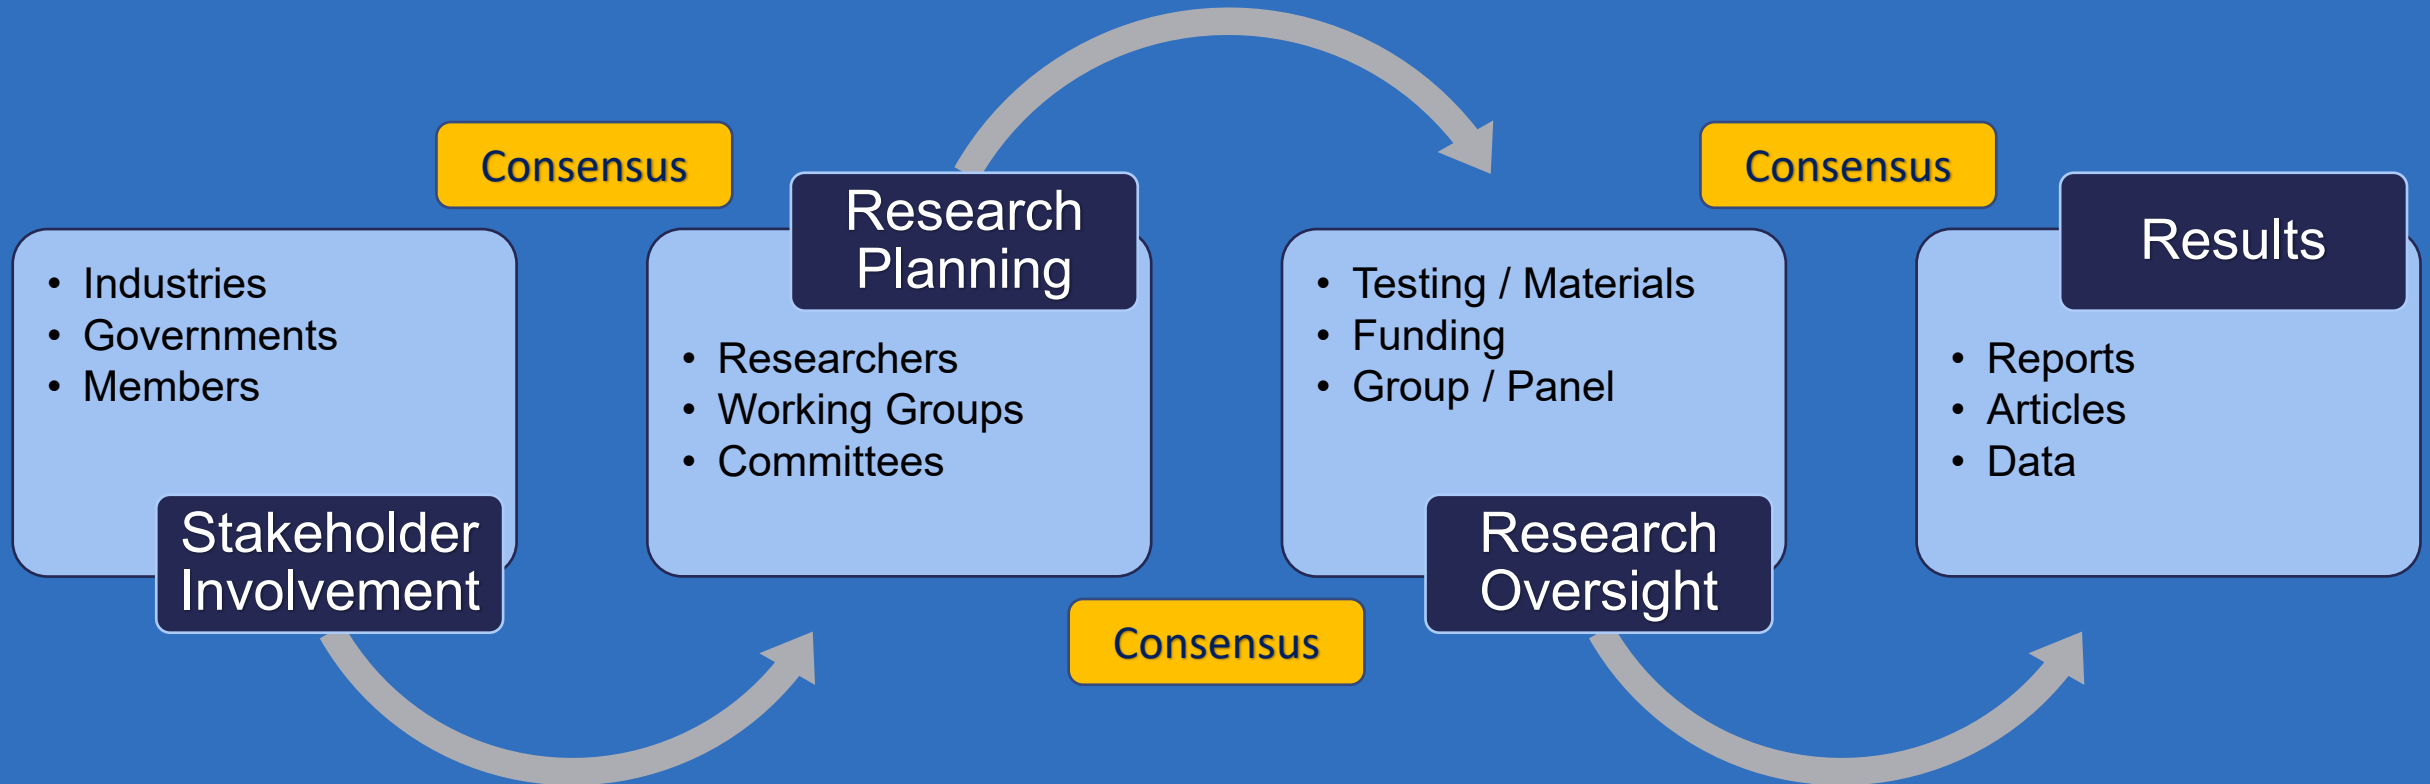 • Industries
• Governments
• Members
Stakeholder
Involvement
Consensus
Research
Planning
• Researchers
• Working Groups
• Committees
Consensus
• Testing / Materials
• Funding
• Group / Panel
Research
Oversight
Consensus
Results
• Reports
• Articles
• Data